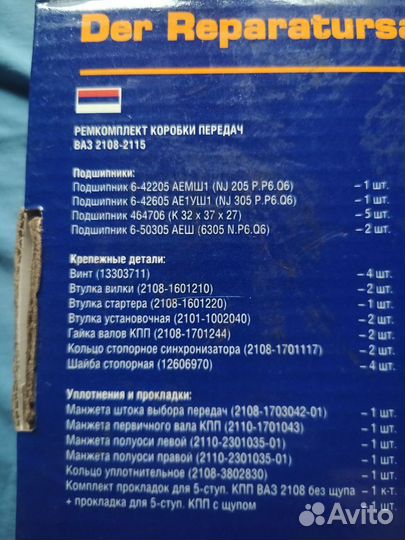 Der Reparatursa
РЕМКОМПЛЕКТ КОРОБКИ ПЕРЕДАЧ
ВАЗ 2108-2115
Подшипники:
Подшипник 6-42205 АЕМШ1 (NJ 205 P.P6.Q6) – 1 шт.
Подшипник 6-42605 АЕ1УШ1 (NJ 305 P.P6.Q6) – 1 шт.
Подшипник 464706 (K 32 x 37 x 27) – 5 шт.
Подшипник 6-50305 АЕШ (6305 N.P6.Q6) – 2 шт.
Крепежные детали:
Винт (13303711) – 4 шт.
Втулка вилки (2108-1601210) – 2 шт.
Втулка стартера (2108-1601220) – 1 шт.
Втулка установочная (2101-1002040) – 2 шт.
Гайка валов КПП (2108-1701244) – 2 шт.
Кольцо стопорное синхронизатора (2108-1701117) – 2 шт.
Шайба стопорная (12606970) – 4 шт.
Уплотнения и прокладки:
Манжета штока выбора передач (2108-1703042-01) – 1 шт.
Манжета первичного вала КПП (2110-1701043) – 1 шт.
Манжета полуоси левой (2110-2301035-01) – 1 шт.
Манжета полуоси правой (2110-2301035-01) – 1 шт.
Кольцо уплотнительное (2108-3802830) – 1 шт.
Комплект прокладок для 5-ступ. КПП ВАЗ 2108 без щупа – 1 к-т.
+ прокладка для 5-ступ. КПП с щупом – 1 шт.
Avito